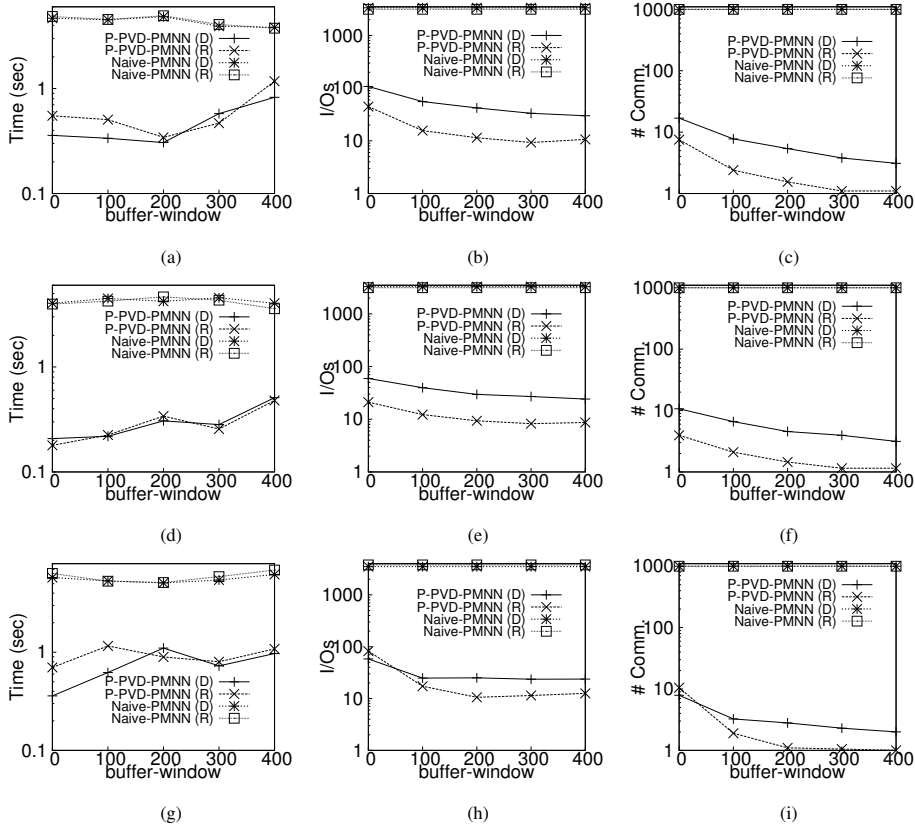 Time (sec)
1
0.1
P-PVD-PMNN (D)
P-PVD-PMNN (R)
Naive-PMNN (D)
Naive-PMNN (R)
0 100 200 300 400
buffer-window
(a)
I/Os
1000
100
10
1
P-PVD-PMNN (D)
P-PVD-PMNN (R)
Naive-PMNN (D)
Naive-PMNN (R)
0 100 200 300 400
buffer-window
(b)
# Comm.
1000
100
10
1
P-PVD-PMNN (D)
P-PVD-PMNN (R)
Naive-PMNN (D)
Naive-PMNN (R)
0 100 200 300 400
buffer-window
(c)
Time (sec)
1
0.1
P-PVD-PMNN (D)
P-PVD-PMNN (R)
Naive-PMNN (D)
Naive-PMNN (R)
0 100 200 300 400
buffer-window
(d)
I/Os
1000
100
10
1
P-PVD-PMNN (D)
P-PVD-PMNN (R)
Naive-PMNN (D)
Naive-PMNN (R)
0 100 200 300 400
buffer-window
(e)
# Comm.
1000
100
10
1
P-PVD-PMNN (D)
P-PVD-PMNN (R)
Naive-PMNN (D)
Naive-PMNN (R)
0 100 200 300 400
buffer-window
(f)
Time (sec)
1
0.1
P-PVD-PMNN (D)
P-PVD-PMNN (R)
Naive-PMNN (D)
Naive-PMNN (R)
0 100 200 300 400
buffer-window
(g)
I/Os
1000
100
10
1
P-PVD-PMNN (D)
P-PVD-PMNN (R)
Naive-PMNN (D)
Naive-PMNN (R)
0 100 200 300 400
buffer-window
(h)
# Comm.
1000
100
10
1
P-PVD-PMNN (D)
P-PVD-PMNN (R)
Naive-PMNN (D)
Naive-PMNN (R)
0 100 200 300 400
buffer-window
(i)